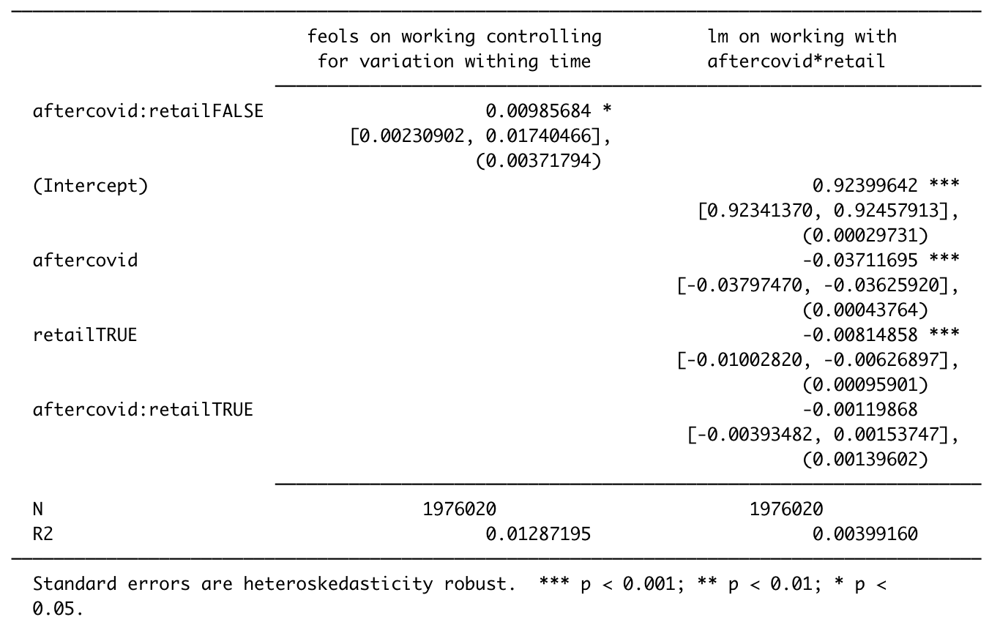 feols on working controlling lm on working with
for variation withing time aftercovid*retail
aftercovid:retailFALSE 0.00985684 *
[0.00230902, 0.01740466],
(0.00371794)
(Intercept) 0.92399642 ***
[0.92341370, 0.92457913],
(0.00029731)
aftercovid -0.03711695 ***
[-0.03797470, -0.03625920],
(0.00043764)
retailTRUE -0.00814858 ***
[-0.01002820, -0.00626897],
(0.00095901)
aftercovid:retailTRUE -0.00119868
[-0.00393482, 0.00153747],
(0.00139602)
N 1976020 1976020
R2 0.01287195 0.00399160
Standard errors are heteroskedasticity robust. *** p < 0.001; ** p < 0.01; * p <
0.05.